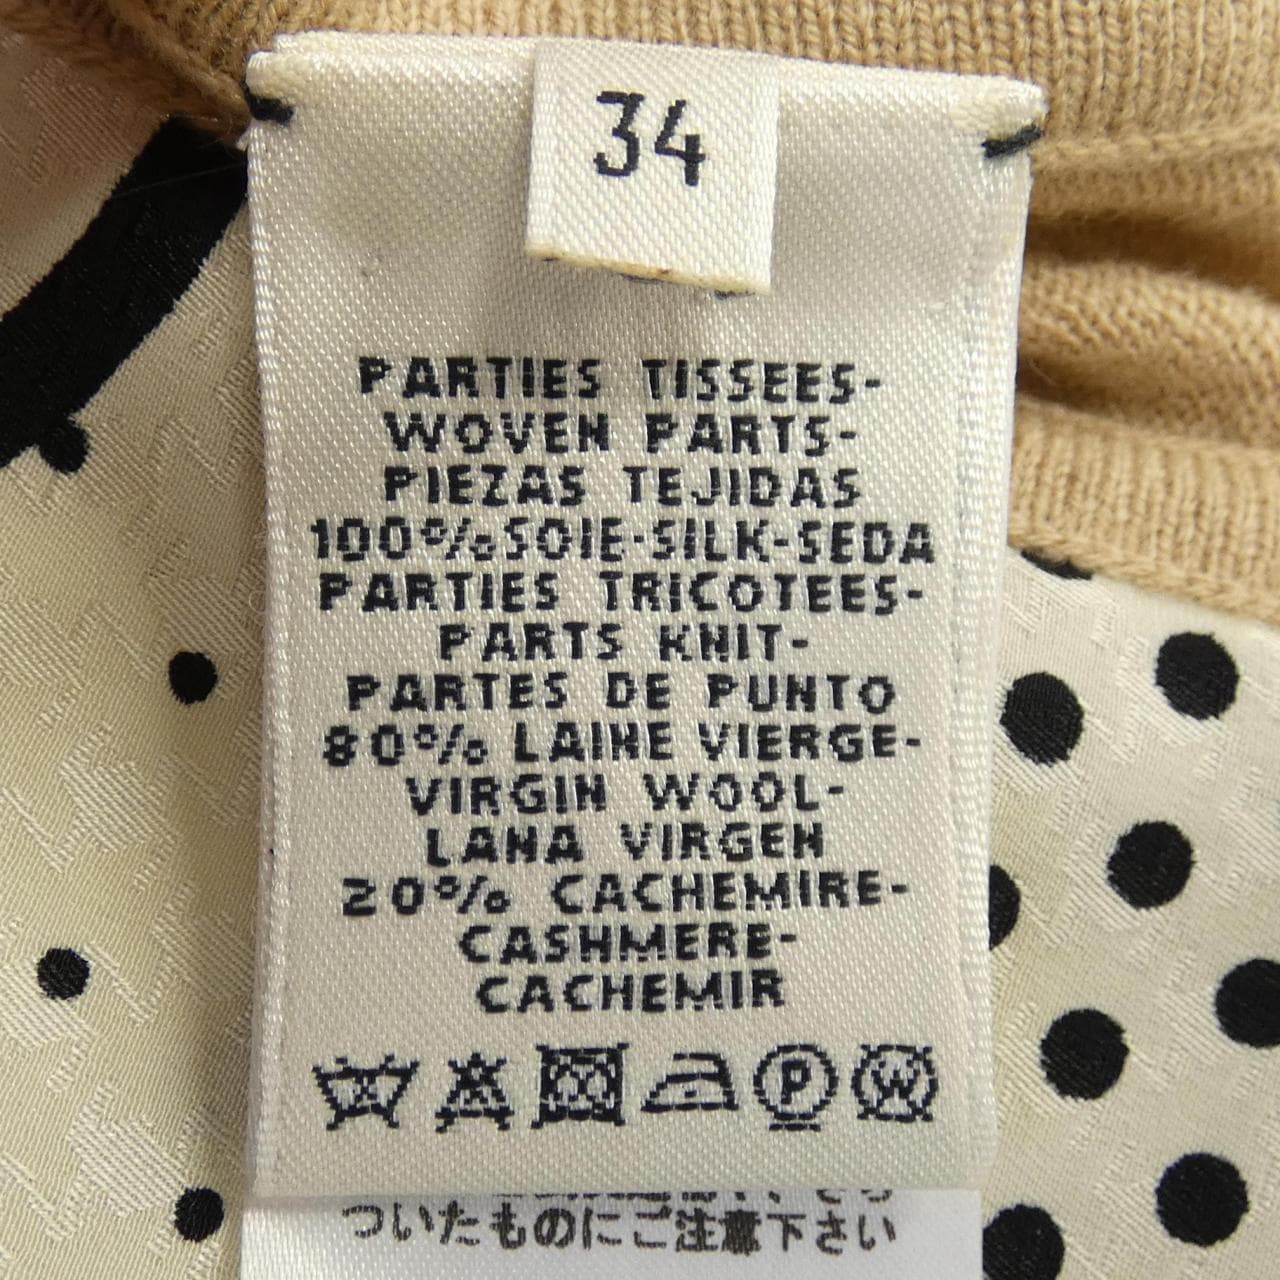 34
PARTIES TISSEES-
WOVEN PARTS-
PIEZAS TEJIDAS
100%SOIE-SILK-SEDA
PARTIES TRICOTEES-
PARTS KNIT-
PARTES DE PUNTO
80% LAINE VIERGE-
VIRGIN WOOL-
LANA VIRGEN
20% CACHEMIRE-
CASHMERE-
CACHEMIR
P W
ついたものにご注意下さい